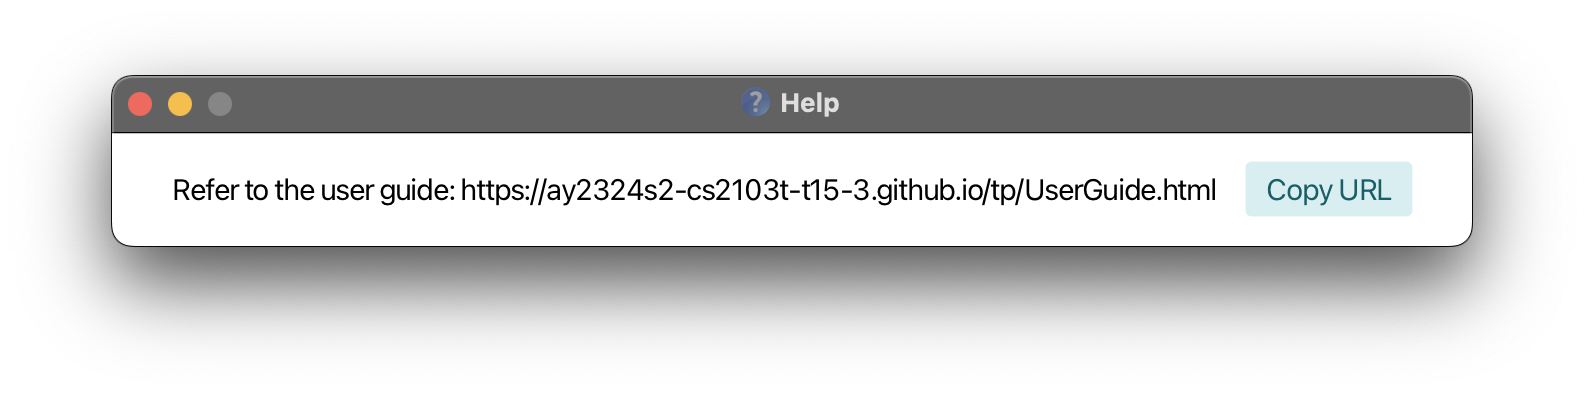 Help
Refer to the user guide: https://ay2324s2-cs2103t-t15-3.github.io/tp/UserGuide.html
Copy URL